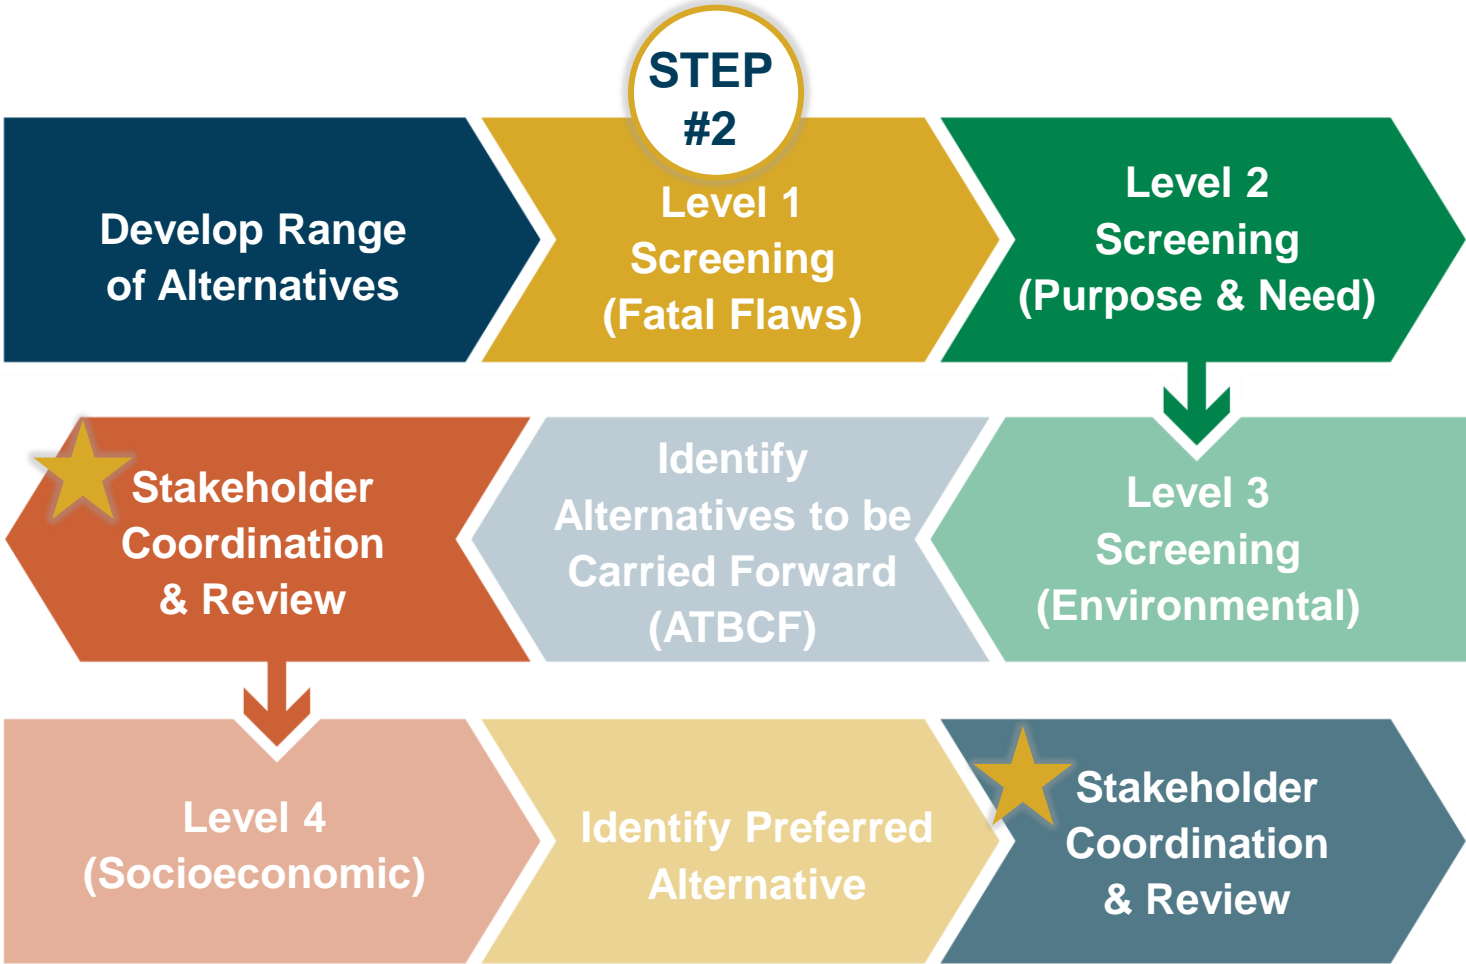 STEP
#2
Develop Range
of Alternatives
Level 1
Screening
(Fatal Flaws)
Level 2
Screening
(Purpose & Need)
Level 3
Screening
(Environmental)
Identify
Alternatives to be
Carried Forward
(ATBCF)
Stakeholder
Coordination
& Review
Level 4
(Socioeconomic)
Identify Preferred
Alternative
Stakeholder
Coordination
& Review